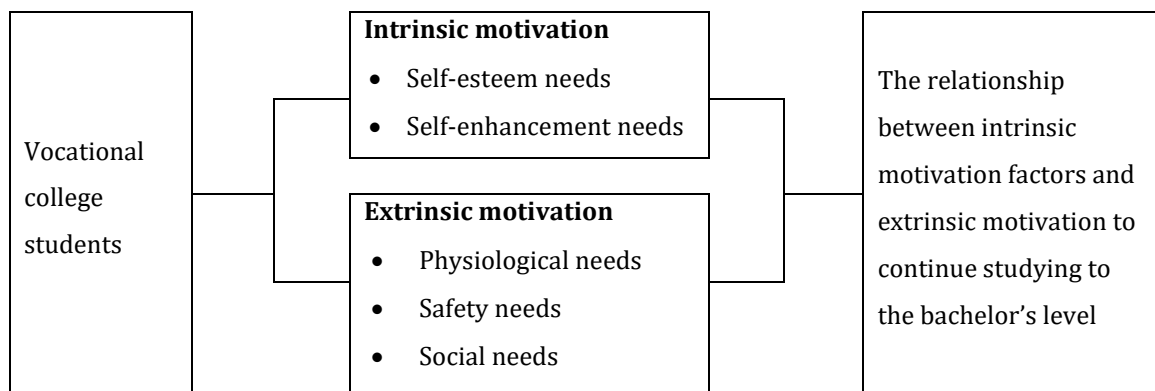 Vocational
college
students
Intrinsic motivation
• Self-esteem needs
• Self-enhancement needs
Extrinsic motivation
• Physiological needs
• Safety needs
• Social needs
The relationship
between intrinsic
motivation factors and
extrinsic motivation to
continue studying to
the bachelor’s level